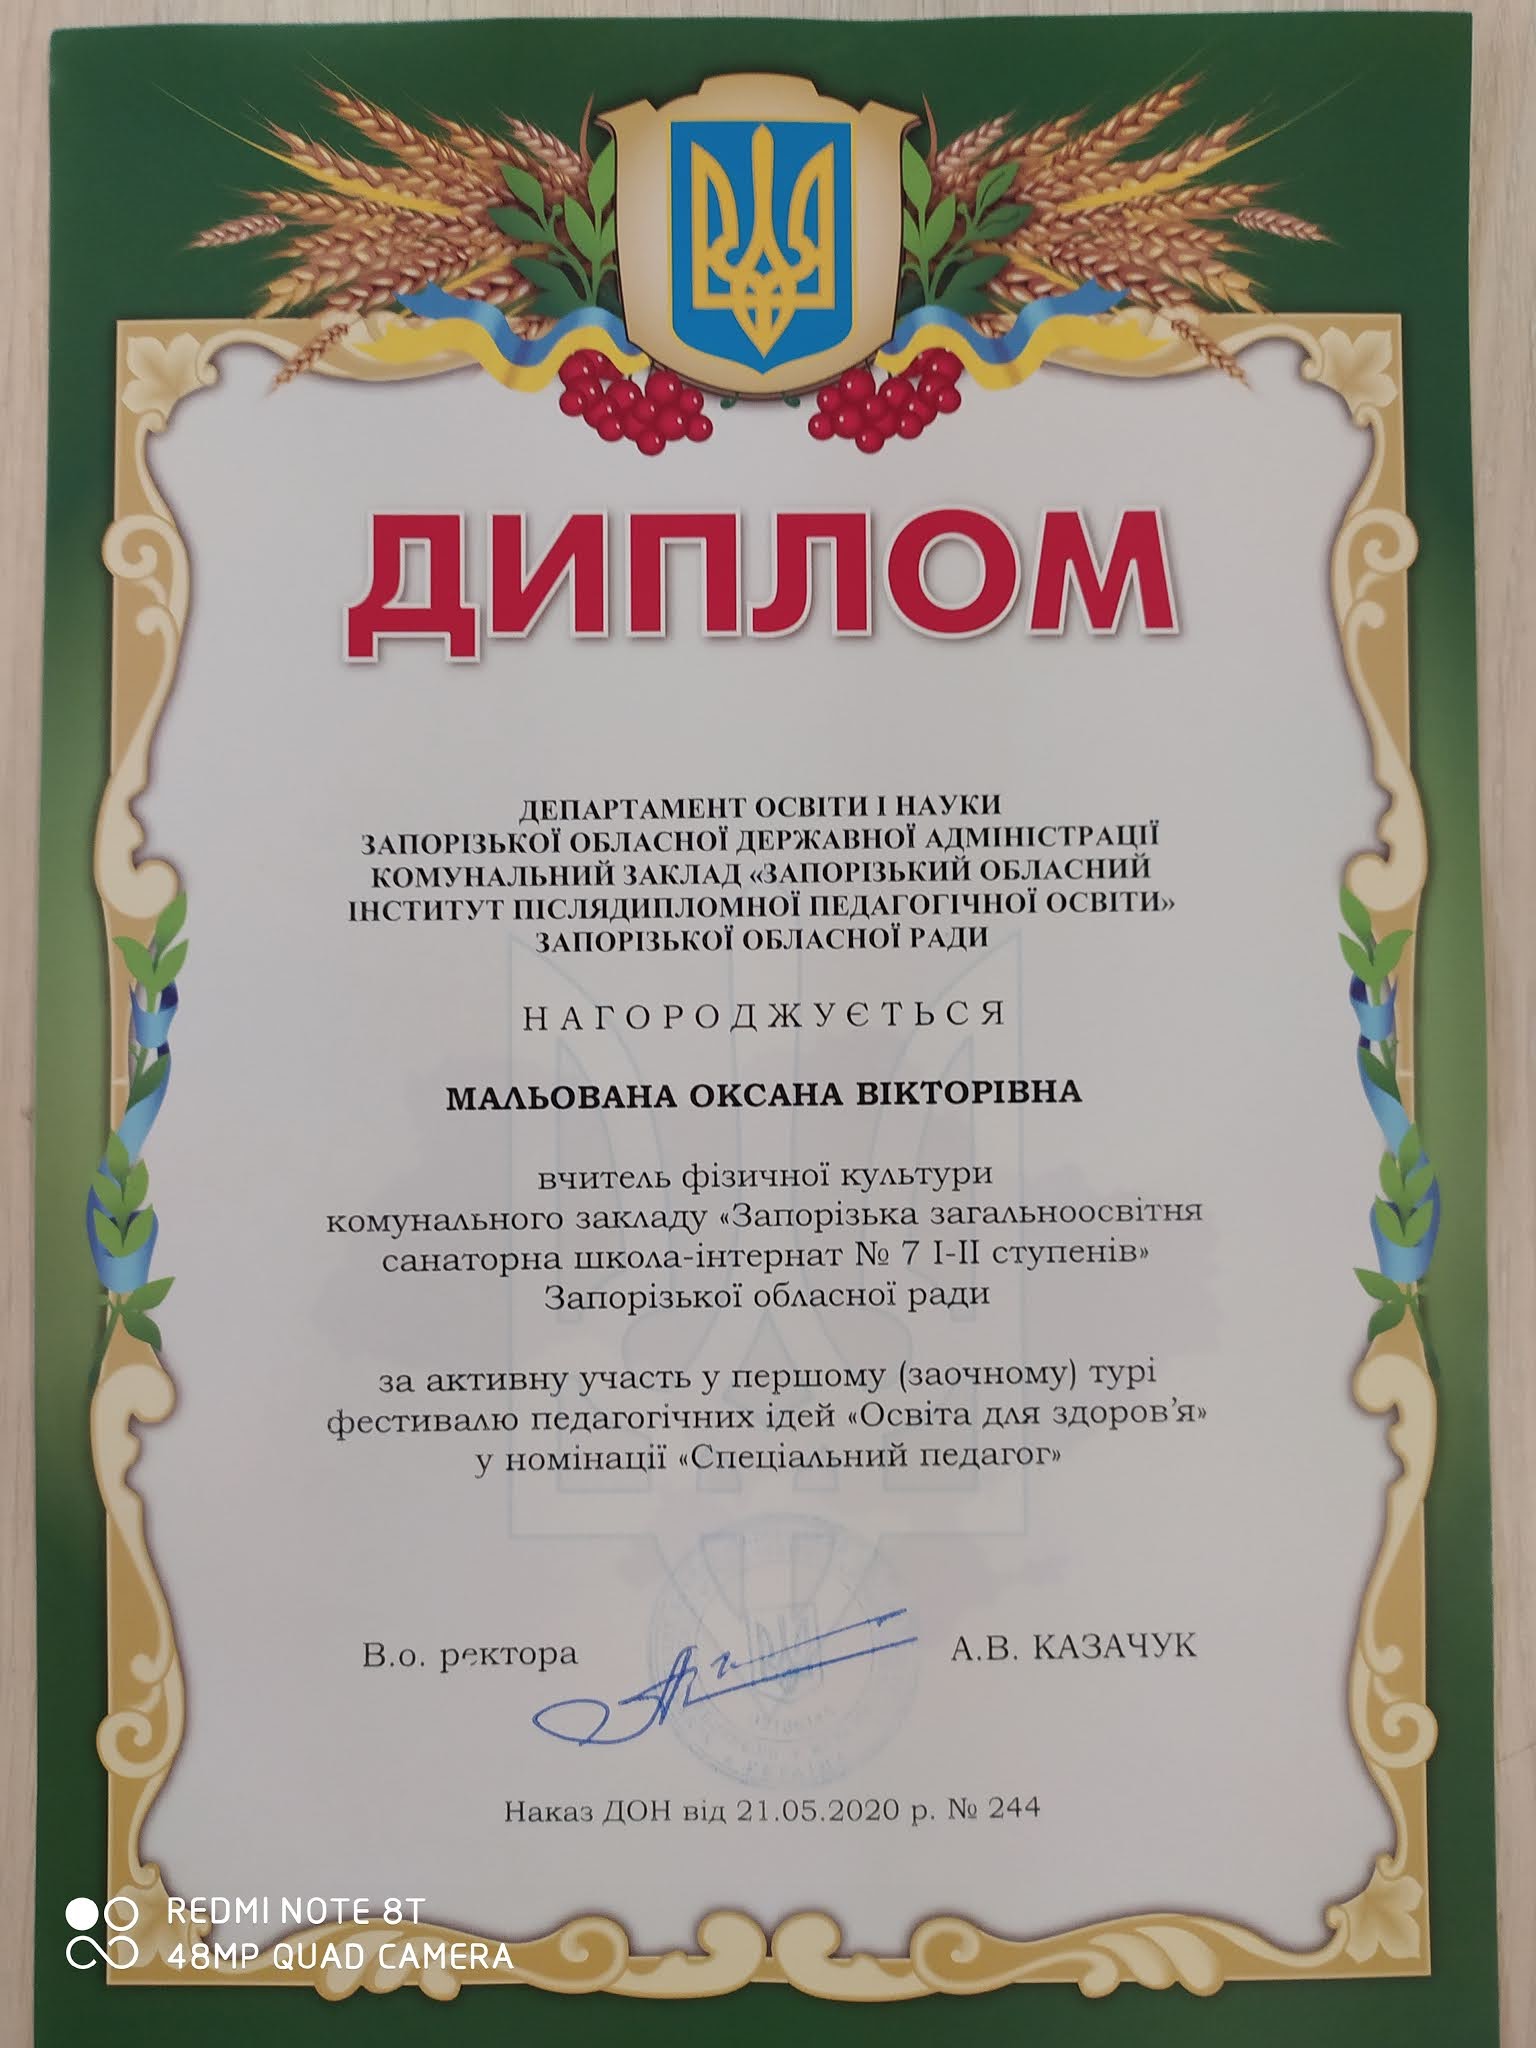 ДИПЛОМ
ДЕПАРТАМЕНТ ОСВІТИ І НАУКИ
ЗАПОРІЗЬКОЇ ОБЛАСНОЇ ДЕРЖАВНОЇ АДМІНІСТРАЦІЇ
КОМУНАЛЬНИЙ ЗАКЛАД «ЗАПОРІЗЬКИЙ ОБЛАСНИЙ
ІНСТИТУТ ПІСЛЯДИПЛОМНОЇ ПЕДАГОГІЧНОЇ ОСВІТИ»
ЗАПОРІЗЬКОЇ ОБЛАСНОЇ РАДИ
НАГОРОДЖУЄТЬСЯ
МАЛЬОВАНА ОКСАНА ВІКТОРІВНА
вчитель фізичної культури
комунального закладу «Запорізька загальноосвітня
санаторна школа-інтернат № 7 І-ІІ ступенів»
Запорізької обласної ради
за активну участь у першому (заочному) турі
фестивалю педагогічних ідей «Освіта для здоров'я»
у номінації «Спеціальний педагог»
В.о. ректора А.В. КАЗАЧУК
Наказ ДОН від 21.05.2020 р. № 244
REDMI NOTE 8T
48MP QUAD CAMERA